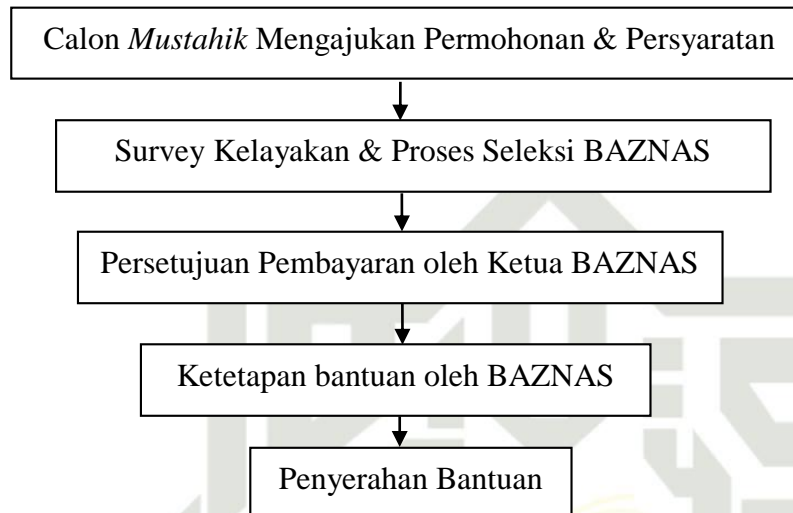 Calon Mustahik Mengajukan Permohonan & Persyaratan
Survey Kelayakan & Proses Seleksi BAZNAS
Persetujuan Pembayaran oleh Ketua BAZNAS
Ketetapan bantuan oleh BAZNAS
Penyerahan Bantuan